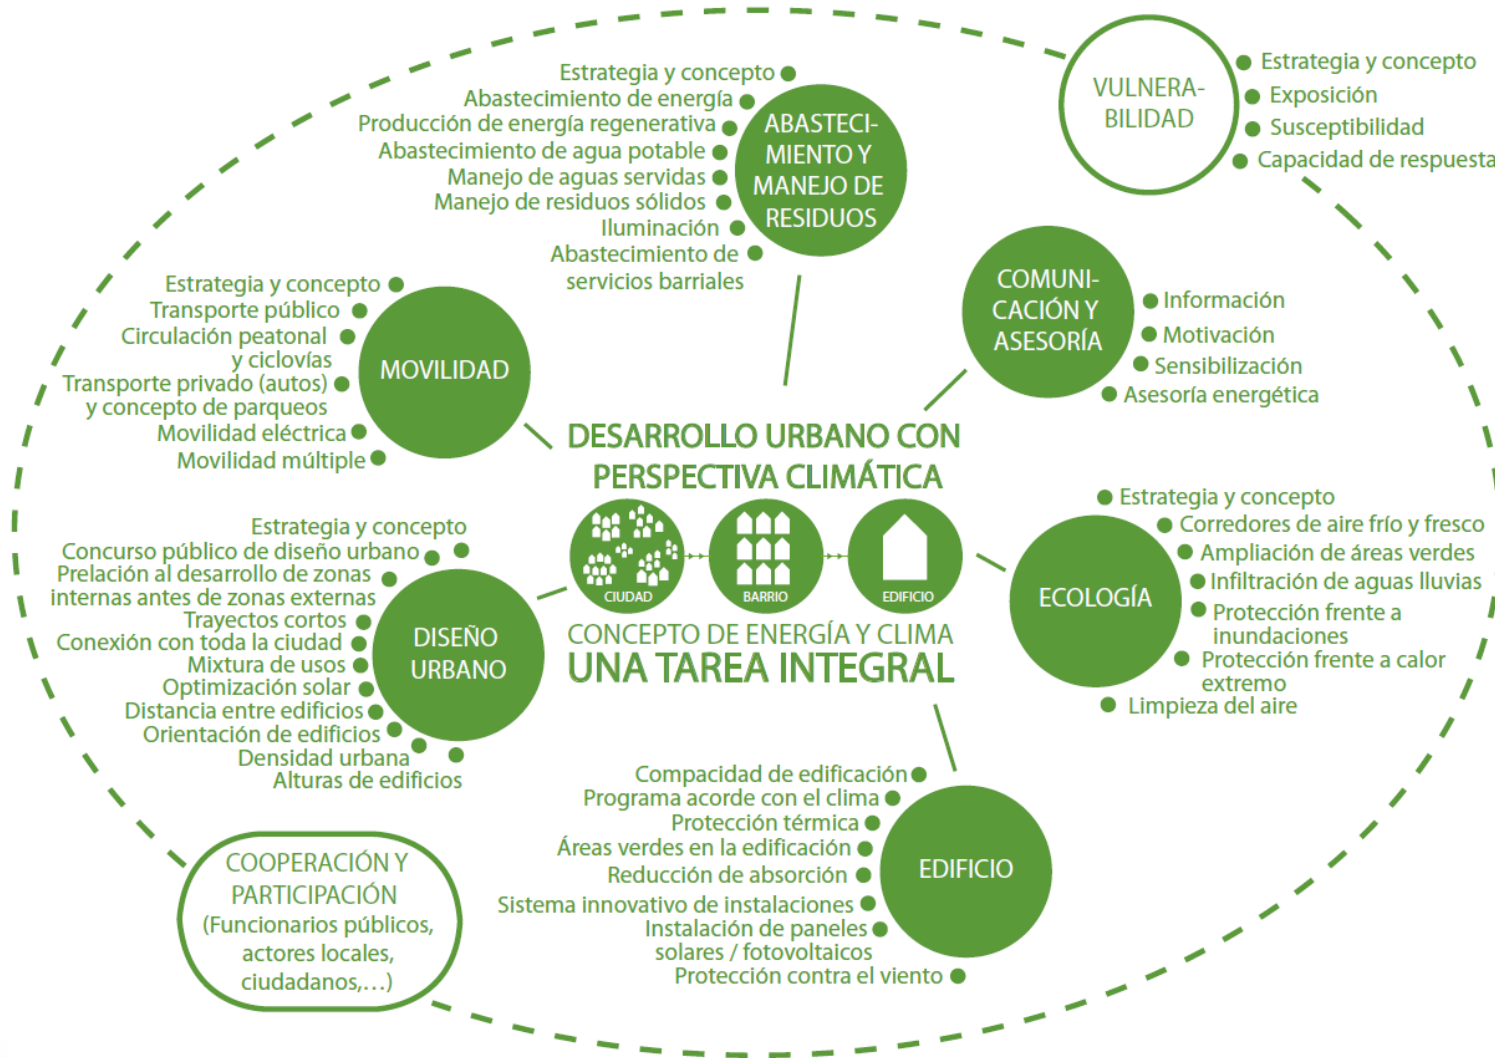 Estrategia y concepto
Abastecimiento de energía
Producción de energía regenerativa
Abastecimiento de agua potable
Manejo de aguas servidas
Manejo de residuos sólidos
Iluminación
Abastecimiento de
servicios barriales
ABASTECI-
MIENTO Y
MANEJO DE
RESIDUOS
VULNERA-
BILIDAD
Estrategia y concepto
Exposición
Susceptibilidad
Capacidad de respuesta
COMUNI-
CACIÓN Y
ASESORÍA
Información
Motivación
Sensibilización
Asesoría energética
Estrategia y concepto
Transporte público
Circulación peatonal
y ciclovías
Transporte privado (autos)
y concepto de parqueos
Movilidad eléctrica
Movilidad múltiple
MOVILIDAD
DESARROLLO URBANO CON
PERSPECTIVA CLIMÁTICA
CIUDAD
BARRIO
EDIFICIO
CONCEPTO DE ENERGÍA Y CLIMA
UNA TAREA INTEGRAL
Estrategia y concepto
Concurso público de diseño urbano
Prelación al desarrollo de zonas
internas antes de zonas externas
Trayectos cortos
Conexión con toda la ciudad
Mixtura de usos
Optimización solar
Distancia entre edificios
Orientación de edificios
Densidad urbana
Alturas de edificios
DISEÑO
URBANO
ECOLOGÍA
Estrategia y concepto
Corredores de aire frío y fresco
Ampliación de áreas verdes
Infiltración de aguas lluvias
Protección frente a
inundaciones
Protección frente a calor
extremo
Limpieza del aire
Compacidad de edificación
Programa acorde con el clima
Protección térmica
Áreas verdes en la edificación
Reducción de absorción
Sistema innovativo de instalaciones
Instalación de paneles
solares / fotovoltaicos
Protección contra el viento
EDIFICIO
COOPERACIÓN Y
PARTICIPACIÓN
(Funcionarios públicos,
actores locales,
ciudadanos,...)